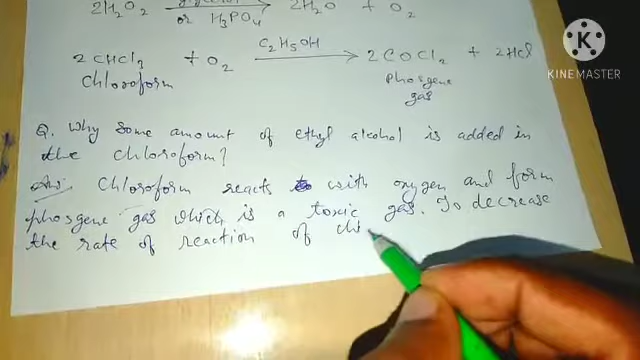 2H₂O₂ glycerol or H₃PO₄ → 2H₂O + O₂
2CHCl₃ + O₂ C₂H₅OH → 2COCl₂ + 2HCl
Chloroform phosgene gas
KINEMASTER
Q. Why some amount of ethyl alcohol is added in
the chloroform?
Ans: Chloroform reacts with oxygen and form
phosgene gas which is a toxic gas. To decrease
the rate of reaction of ch